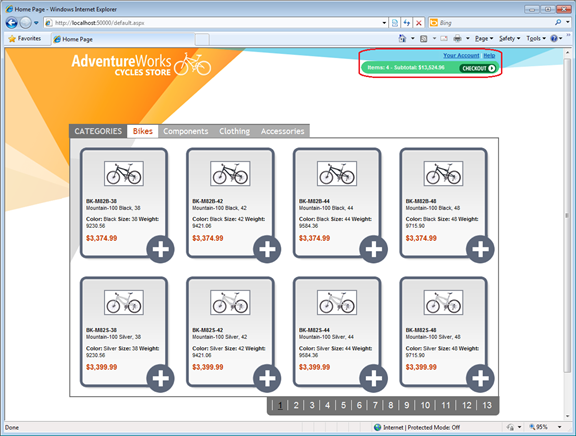 Home Page - Windows Internet Explorer
http://localhost:50000/default.aspx
Bing
Favorites
Home Page
Page Safety Tools
AdventureWorks
CYCLES STORE
Your Account Help
Items: 4 - Subtotal: $13,524.96 CHECKOUT
CATEGORIES Bikes Components Clothing Accessories
BK-M82B-38
Mountain-100 Black, 38
Color: Black Size: 38 Weight:
9230.56
$3,374.99
BK-M82B-42
Mountain-100 Black, 42
Color: Black Size: 42 Weight:
9421.06
$3,374.99
BK-M82B-44
Mountain-100 Black, 44
Color: Black Size: 44 Weight:
9584.36
$3,374.99
BK-M82B-48
Mountain-100 Black, 48
Color: Black Size: 48 Weight:
9715.90
$3,374.99
BK-M82S-38
Mountain-100 Silver, 38
Color: Silver Size: 38 Weight:
9230.56
$3,399.99
BK-M82S-42
Mountain-100 Silver, 42
Color: Silver Size: 42 Weight:
9421.06
$3,399.99
BK-M82S-44
Mountain-100 Silver, 44
Color: Silver Size: 44 Weight:
9584.36
$3,399.99
BK-M82S-48
Mountain-100 Silver, 48
Color: Silver Size: 48 Weight:
9715.90
$3,399.99
1 2 3 4 5 6 7 8 9 10 11 12 13
Done
Internet | Protected Mode: Off
95%